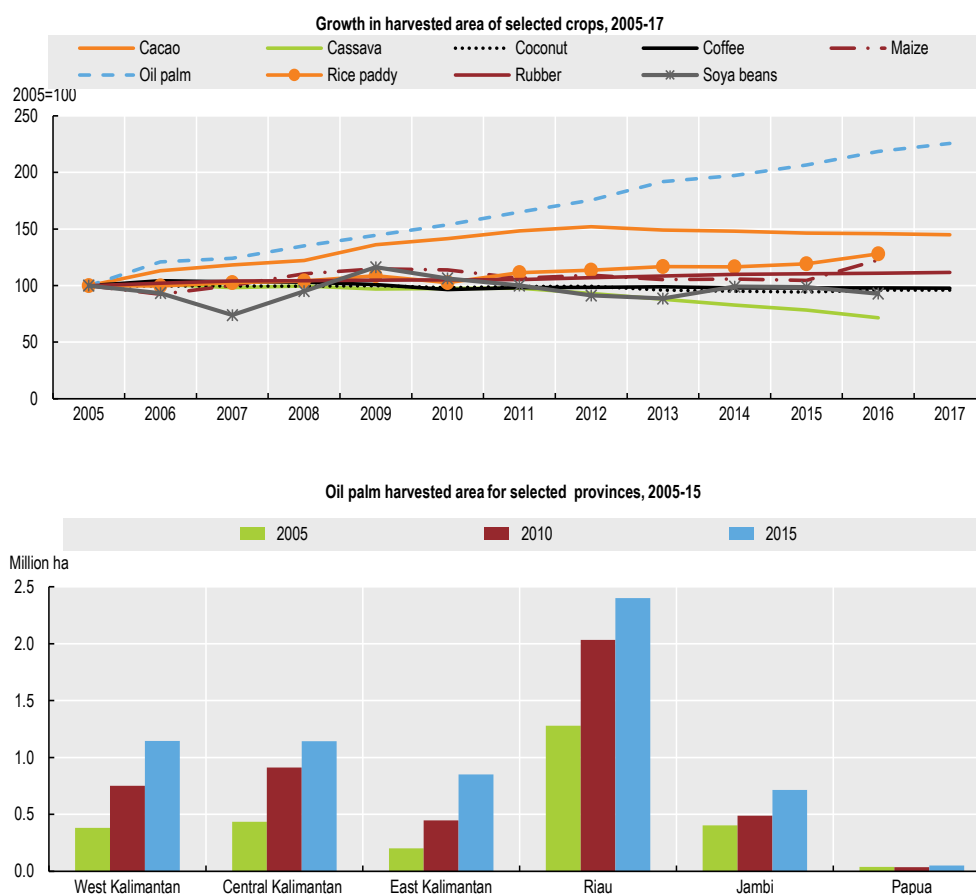 Growth in harvested area of selected crops, 2005-17
Cacao Cassava Coconut Coffee Maize
Oil palm Rice paddy Rubber Soya beans
2005=100
250
200
150
100
50
0
2005 2006 2007 2008 2009 2010 2011 2012 2013 2014 2015 2016 2017
Oil palm harvested area for selected provinces, 2005-15
2005 2010 2015
Million ha
2.5
2.0
1.5
1.0
0.5
0.0
West Kalimantan Central Kalimantan East Kalimantan Riau Jambi Papua